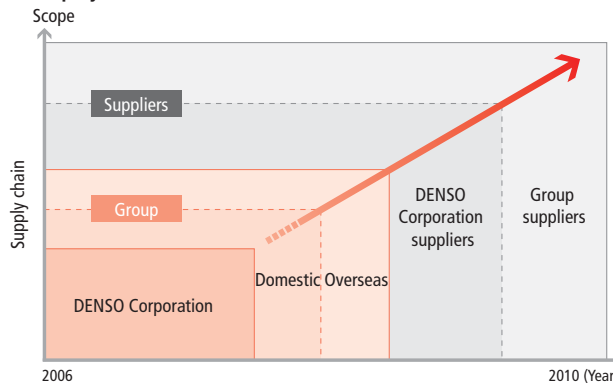 Scope
Supply chain
Suppliers
Group
DENSO Corporation
Domestic
Overseas
DENSO
Corporation
suppliers
Group
suppliers
2006
2010 (Year